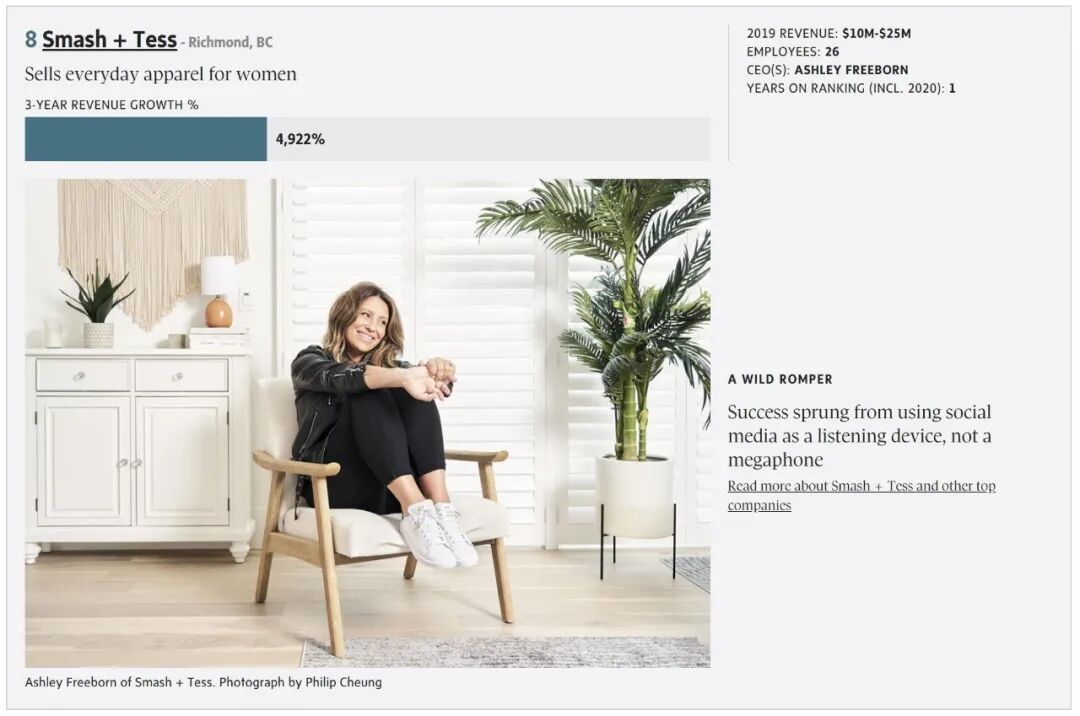 8 Smash + Tess - Richmond, BC
Sells everyday apparel for women
3-YEAR REVENUE GROWTH %
4,922%
2019 REVENUE: $10M-$25M
EMPLOYEES: 26
CEO(S): ASHLEY FREEBORN
YEARS ON RANKING (INCL. 2020): 1
A WILD ROMPER
Success sprung from using social
media as a listening device, not a
megaphone
Read more about Smash + Tess and other top
companies
Ashley Freeborn of Smash + Tess. Photograph by Philip Cheung